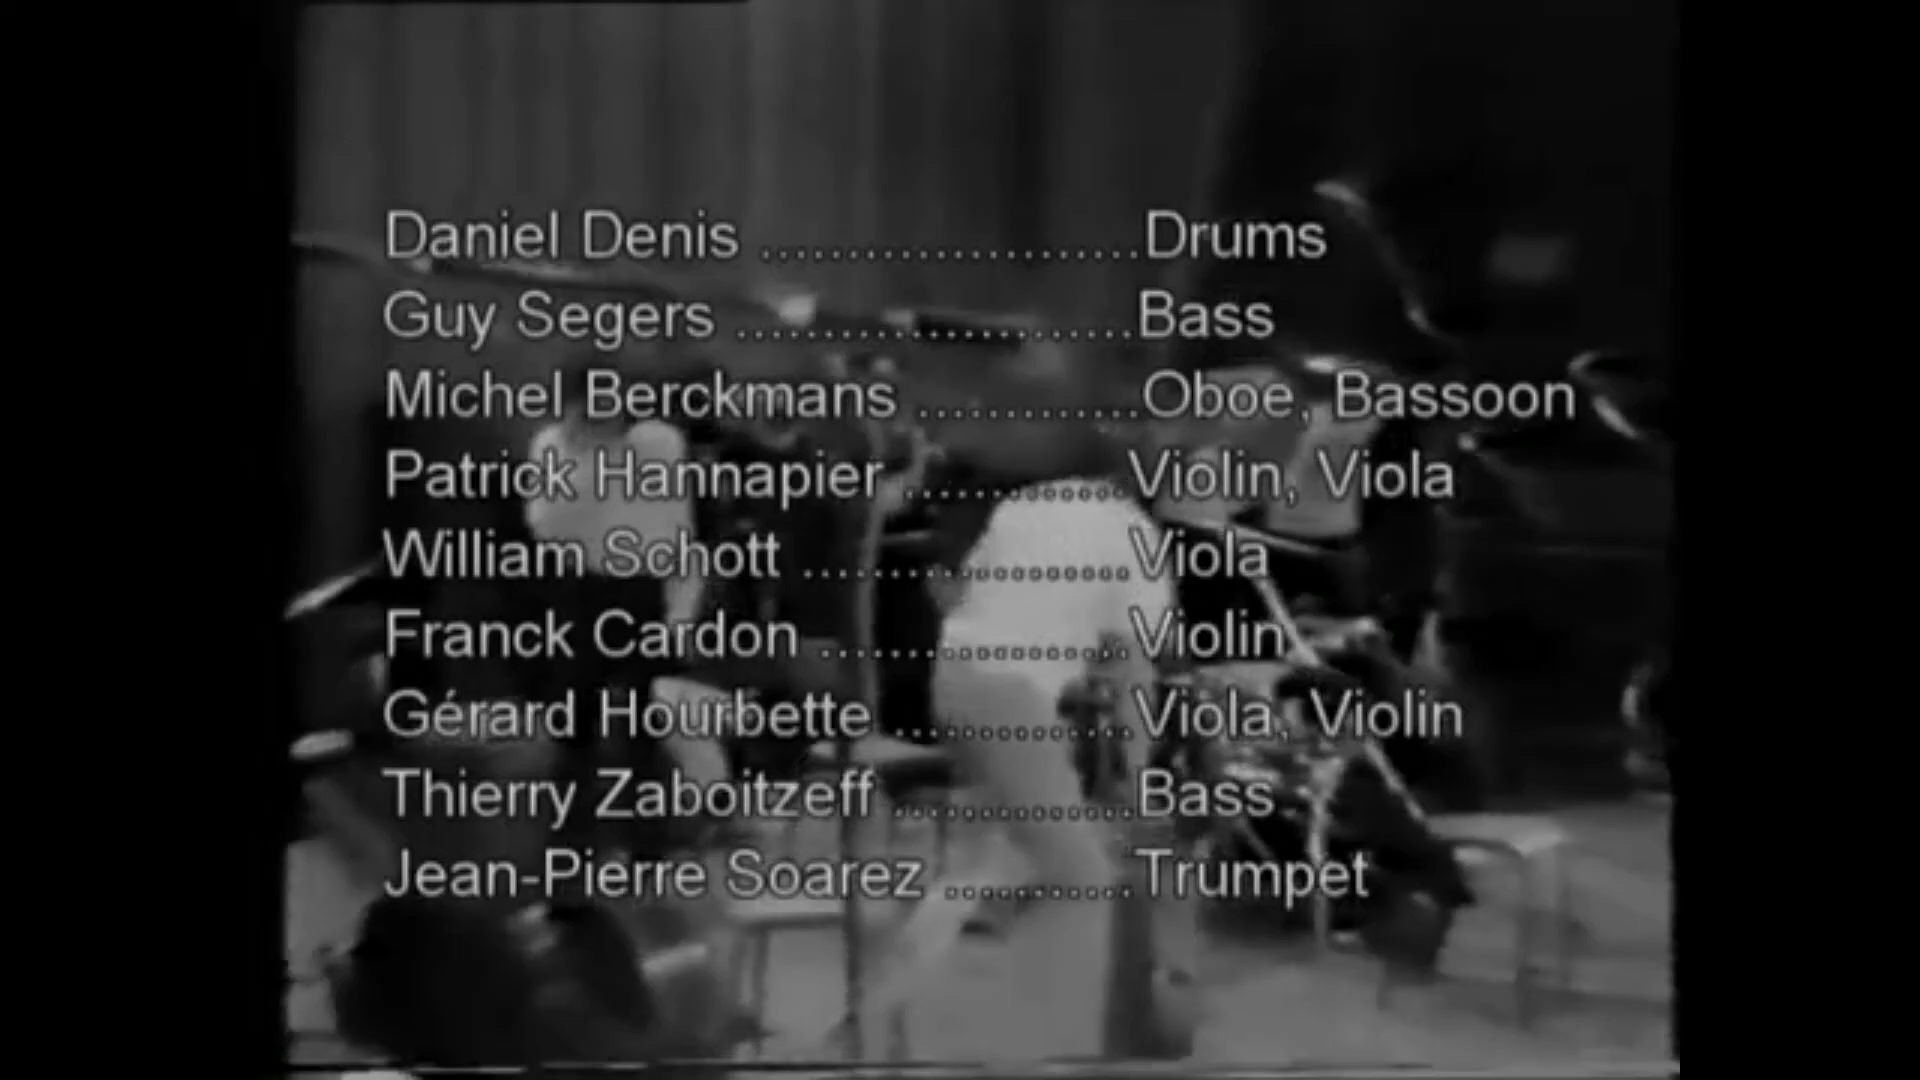 Daniel Denis ......................Drums
Guy Segers .......................Bass
Michel Berckmans .............Oboe, Bassoon
Patrick Hannapier .............Violin, Viola
William Schott ...................Viola
Franck Cardon ..................Violin
Gérard Hourbette ..............Viola, Violin
Thierry Zaboitzeff ..............Bass
Jean-Pierre Soarez ...........Trumpet